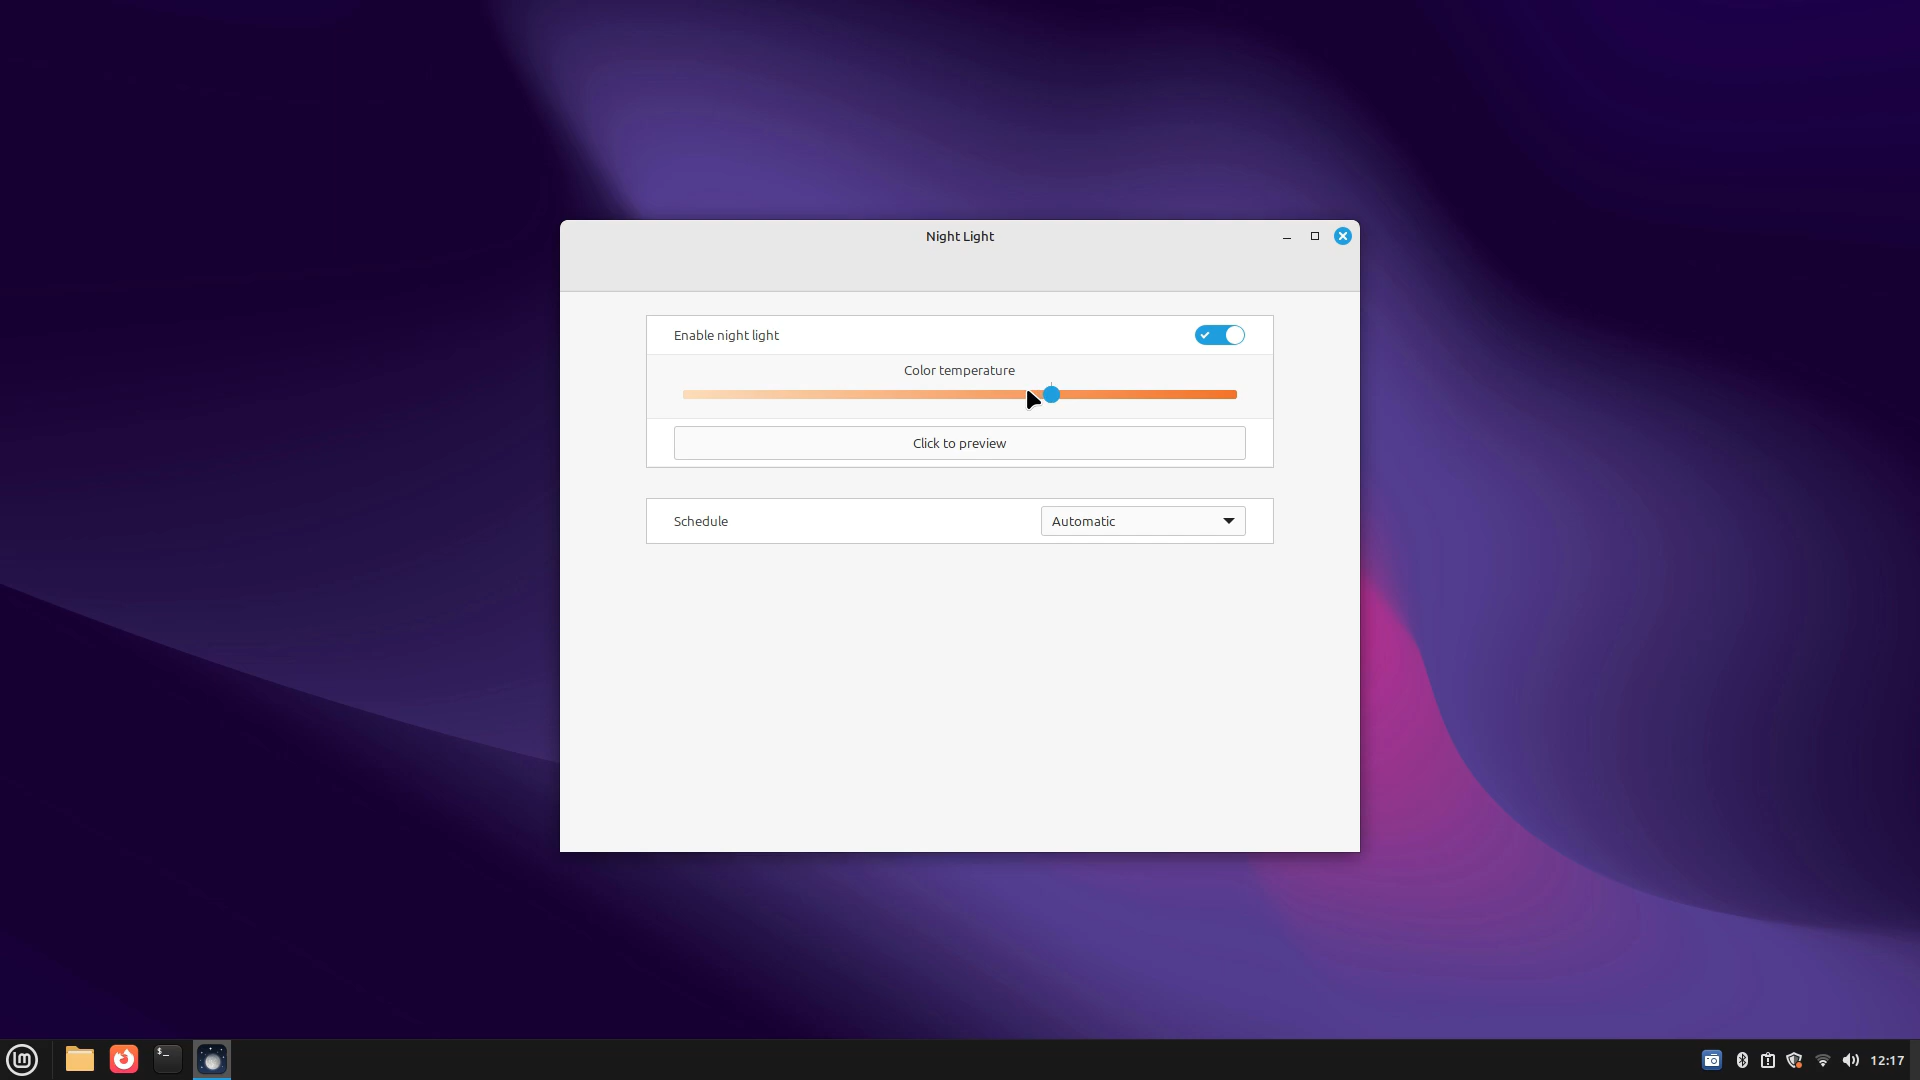 Night Light
Enable night light
Color temperature
Click to preview
Schedule
Automatic
$_
12:17